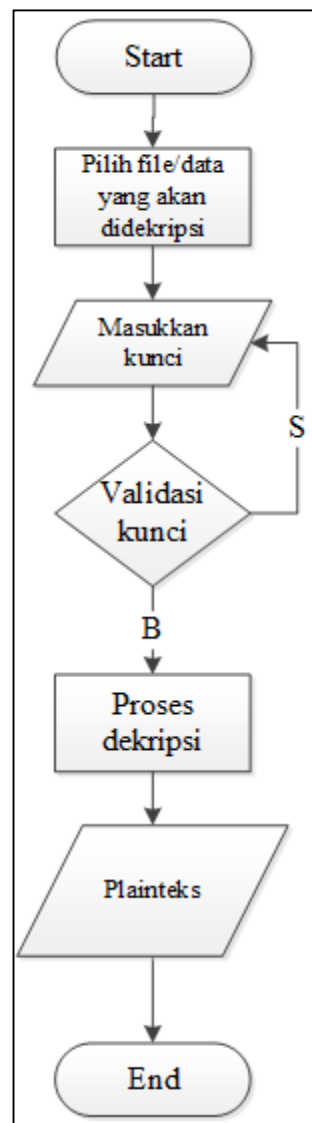 Start
Pilih file/data
yang akan
didekripsi
Masukkan
kunci
S
Validasi
kunci
B
Proses
dekripsi
Plainteks
End